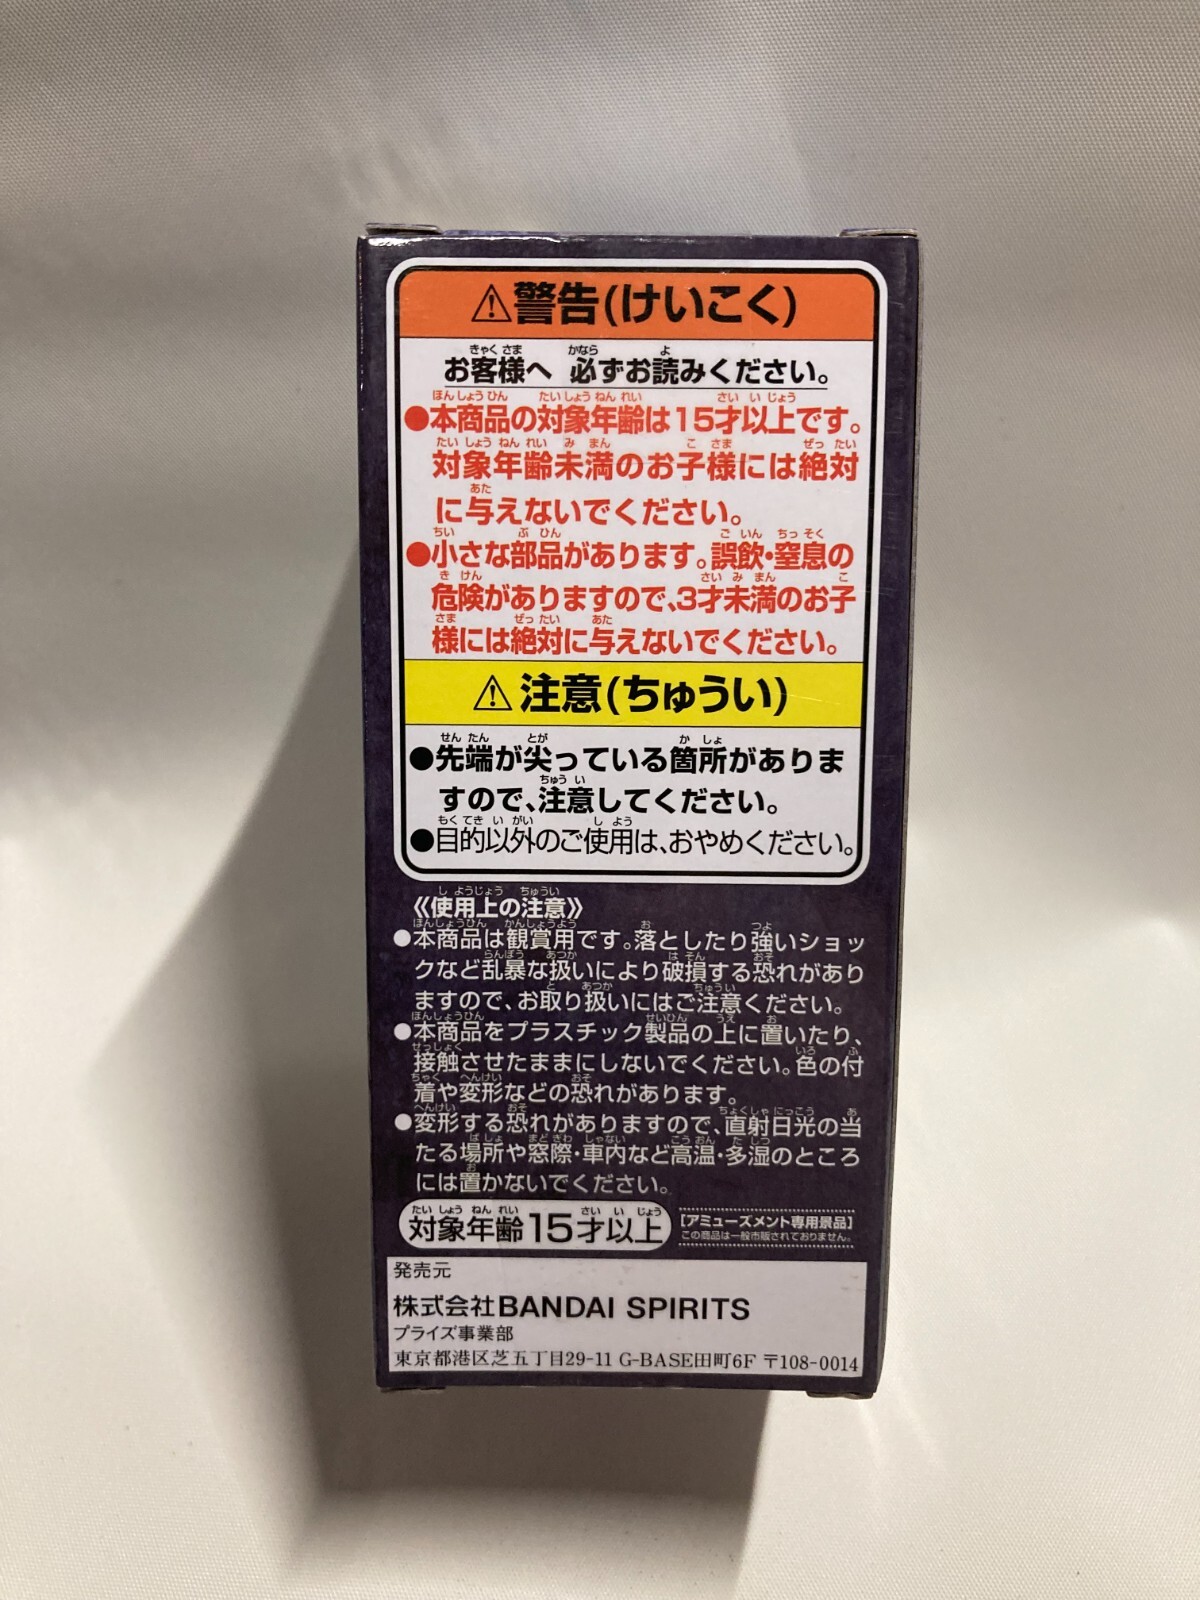 ⚠警告(けいこく)
お客様へ 必ずお読みください。
●本商品の対象年齢は15才以上です。
対象年齢未満のお子様には絶対
に与えないでください。
●小さな部品があります。誤飲・窒息の
危険がありますので、3才未満のお子
様には絶対に与えないでください。
⚠注意(ちゅうい)
●先端が尖っている箇所がありま
すので、注意してください。
●目的以外のご使用は、おやめください。
《使用上の注意》
●本商品は観賞用です。落としたり強いショッ
クなど乱暴な扱いにより破損する恐れがあり
ますので、お取り扱いにはご注意ください。
●本商品をプラスチック製品の上に置いたり、
接触させたままにしないでください。色の付
着や変形などの恐れがあります。
●変形する恐れがありますので、直射日光の当
たる場所や窓際・車内など高温・多湿のところ
には置かないでください。
対象年齢15才以上
[アミューズメント専用景品]
この商品は一般市販されておりません。
発売元
株式会社BANDAI SPIRITS
プライズ事業部
東京都港区芝五丁目29-11 G-BASE田町6F 〒108-0014